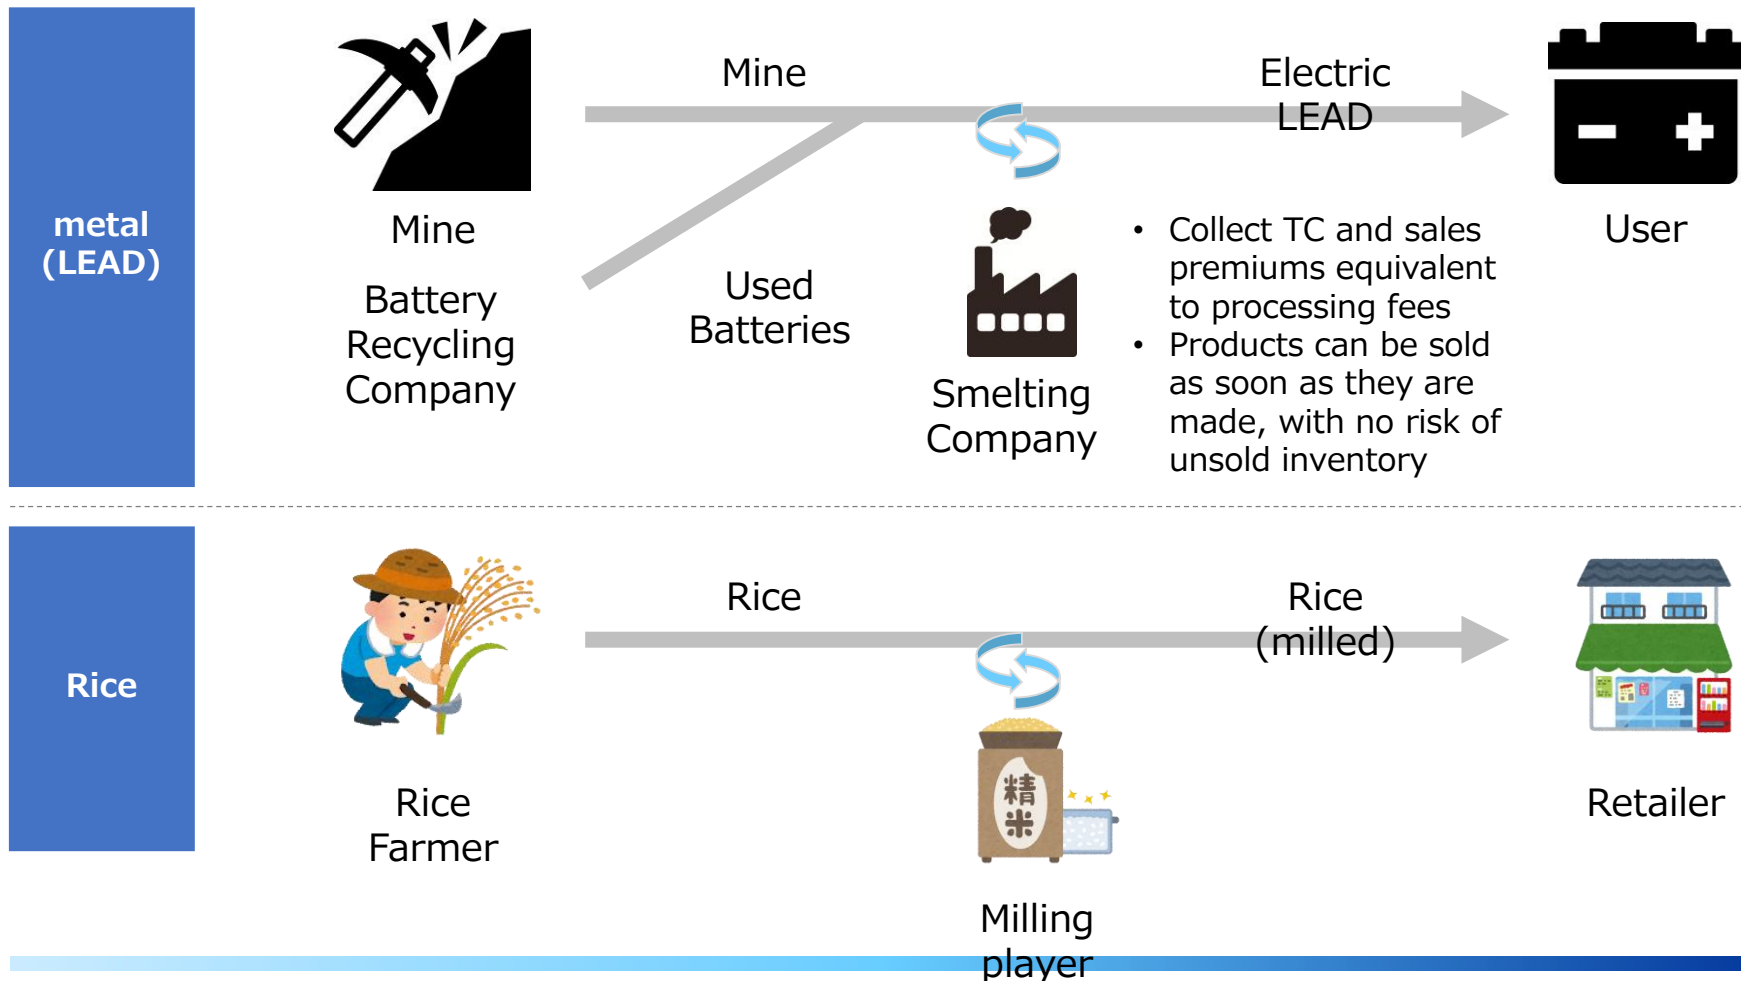 metal
(LEAD)
Mine
Battery
Recycling
Company
Mine
Used
Batteries
Smelting
Company
Electric
LEAD
• Collect TC and sales
premiums equivalent
to processing fees
• Products can be sold
as soon as they are
made, with no risk of
unsold inventory
User
Rice
Rice
Farmer
Rice
精
米
Milling
player
Rice
(milled)
Retailer